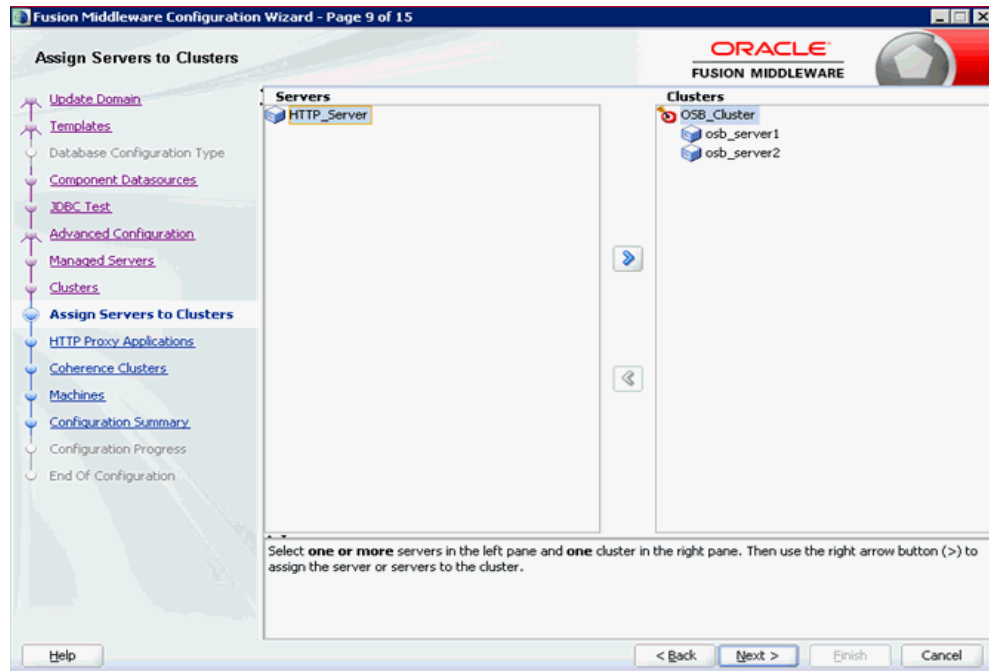 Fusion Middleware Configuration Wizard - Page 9 of 15
Assign Servers to Clusters
ORACLE
FUSION MIDDLEWARE
Update Domain
Templates
Database Configuration Type
Component Datasources
JDBC Test
Advanced Configuration
Managed Servers
Clusters
Assign Servers to Clusters
HTTP Proxy Applications
Coherence Clusters
Machines
Configuration Summary
Configuration Progress
End Of Configuration
Servers
HTTP_Server
Clusters
OSB_Cluster
osb_server1
osb_server2
Select one or more servers in the left pane and one cluster in the right pane. Then use the right arrow button (>) to
assign the server or servers to the cluster.
Help
< Back
Next >
Finish
Cancel